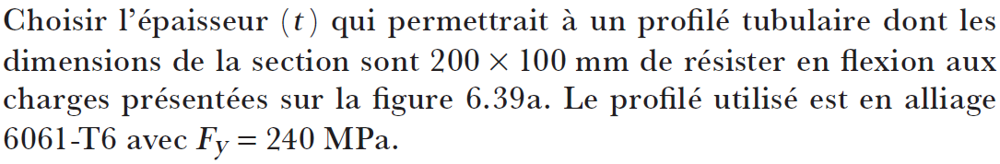 Choisir l'épaisseur (t) qui permettrait à un profilé tubulaire dont les
dimensions de la section sont 200 × 100 mm de résister en flexion aux
charges présentées sur la figure 6.39a. Le profilé utilisé est en alliage
6061-T6 avec Fy = 240 MPa.